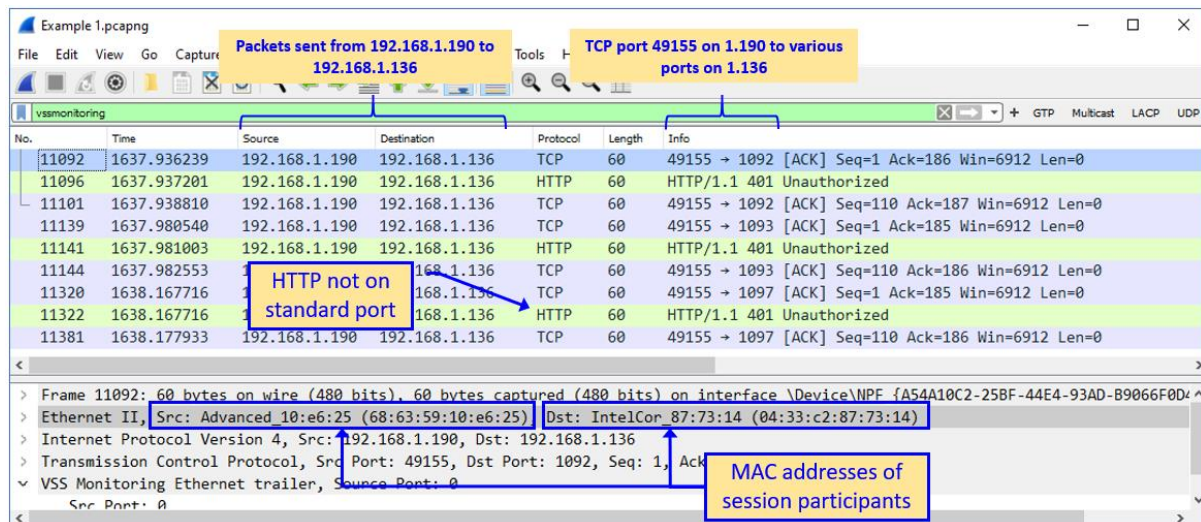 Example 1.pcapng
File Edit View Go Captur
Tools H
Packets sent from 192.168.1.190 to
192.168.1.136
TCP port 49155 on 1.190 to various
ports on 1.136
vssmonitoring
+ GTP Multicast LACP UDP
No. Time Source Destination Protocol Length Info
11092 1637.936239 192.168.1.190 192.168.1.136 TCP 60 49155 → 1092 [ACK] Seq=1 Ack=186 Win=6912 Len=0
11096 1637.937201 192.168.1.190 192.168.1.136 HTTP 60 HTTP/1.1 401 Unauthorized
11101 1637.938810 192.168.1.190 192.168.1.136 TCP 60 49155 → 1092 [ACK] Seq=110 Ack=187 Win=6912 Len=0
11139 1637.980540 192.168.1.190 192.168.1.136 TCP 60 49155 → 1093 [ACK] Seq=1 Ack=185 Win=6912 Len=0
11141 1637.981003 192.168.1.190 192.168.1.136 HTTP 60 HTTP/1.1 401 Unauthorized
11144 1637.982553 1 168.1.136 TCP 60 49155 → 1093 [ACK] Seq=110 Ack=186 Win=6912 Len=0
11320 1638.167716 1 168.1.136 TCP 60 49155 → 1097 [ACK] Seq=1 Ack=185 Win=6912 Len=0
11322 1638.167716 1 168.1.136 HTTP 60 HTTP/1.1 401 Unauthorized
11381 1638.177933 192.168.1.190 192.168.1.136 TCP 60 49155 → 1097 [ACK] Seq=110 Ack=186 Win=6912 Len=0
HTTP not on
standard port
Frame 11092: 60 bytes on wire (480 bits), 60 bytes captured (480 bits) on interface \Device\NPF_{A54A10C2-25BF-44E4-93AD-B9066F0D4
Ethernet II, Src: Advanced_10:e6:25 (68:63:59:10:e6:25), Dst: IntelCor_87:73:14 (04:33:c2:87:73:14)
Internet Protocol Version 4, Src: 192.168.1.190, Dst: 192.168.1.136
Transmission Control Protocol, Src Port: 49155, Dst Port: 1092, Seq: 1, Ack
VSS Monitoring Ethernet trailer, Source Port: 0
Src Port: 0
MAC addresses of
session participants